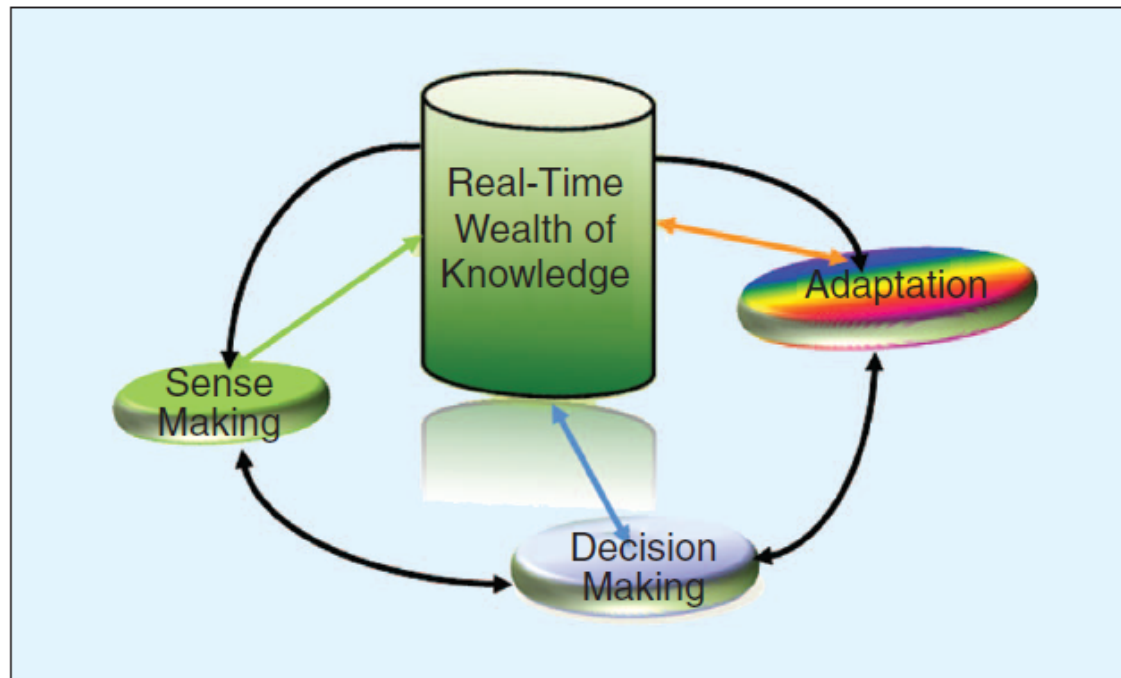 Real-Time
Wealth of
Knowledge
Adaptation
Sense
Making
Decision
Making